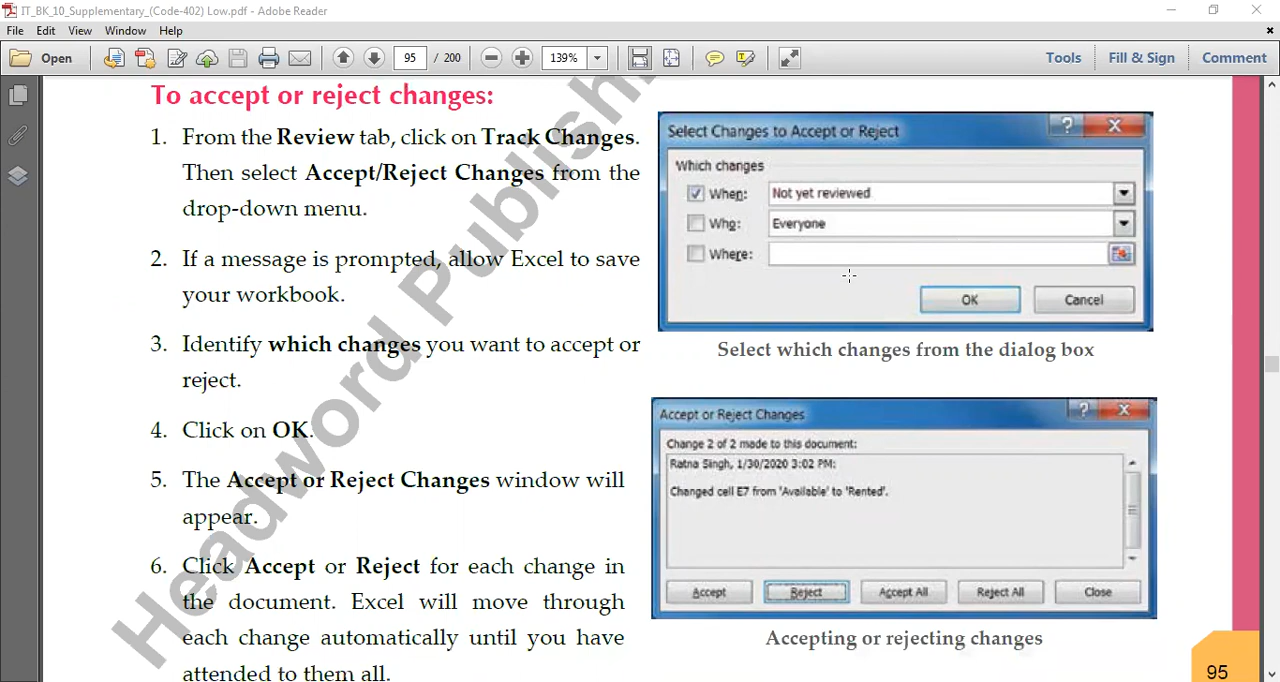 IT_BK_10_Supplementary_(Code-402) Low.pdf - Adobe Reader
File Edit View Window Help
Open 95 / 200 139% Tools Fill & Sign Comment
To accept or reject changes:
1. From the Review tab, click on Track Changes.
Then select Accept/Reject Changes from the
drop-down menu.
2. If a message is prompted, allow Excel to save
your workbook.
3. Identify which changes you want to accept or
reject.
4. Click on OK.
5. The Accept or Reject Changes window will
appear.
6. Click Accept or Reject for each change in
the document. Excel will move through
each change automatically until you have
attended to them all.
Select Changes to Accept or Reject
Which changes
When: Not yet reviewed
Who: Everyone
Where:
OK Cancel
Select which changes from the dialog box
Accept or Reject Changes
Change 2 of 2 made to this document:
Ratna Singh, 1/30/2020 3:02 PM:
Changed cell E7 from 'Available' to 'Rented'.
Accept Reject Accept All Reject All Close
Accepting or rejecting changes
95
Headword Publish